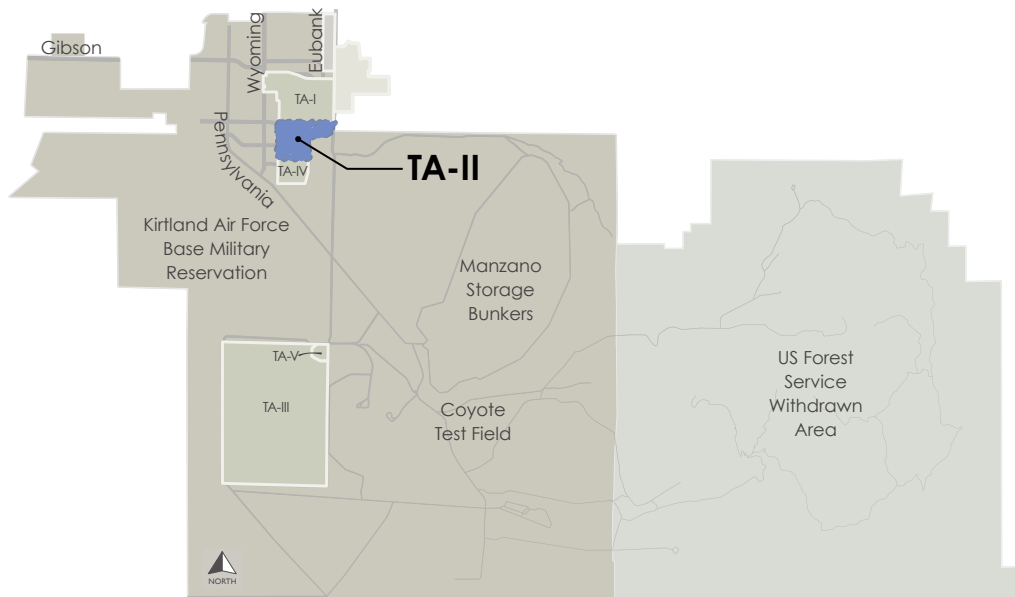 Gibson
Wyoming
Eubank
TA-I
Pennsylvania
TA-II
TA-IV
Kirtland Air Force
Base Military
Reservation
Manzano
Storage
Bunkers
TA-V
US Forest
Service
Withdrawn
Area
TA-III
Coyote
Test Field
NORTH